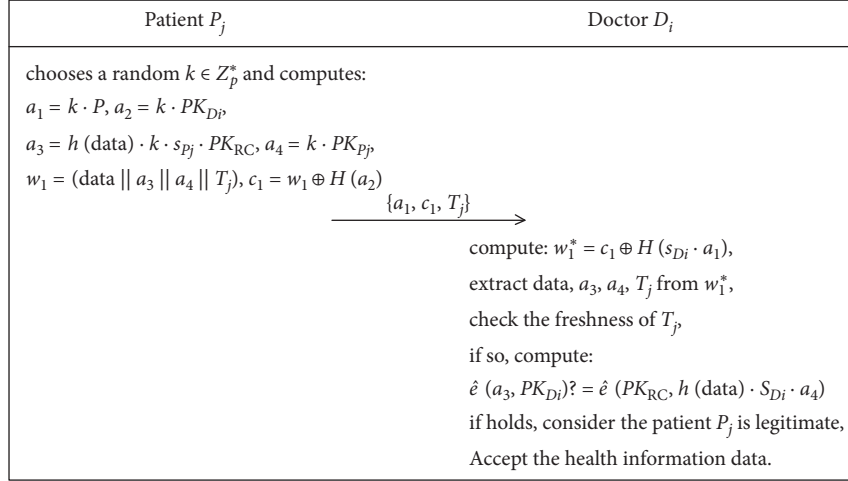 Patient P_j
Doctor D_i
chooses a random k ∈ Z_p^* and computes:
a_1 = k · P, a_2 = k · PK_{Di},
a_3 = h (data) · k · s_{Pj} · PK_{RC}, a_4 = k · PK_{Pj},
w_1 = (data || a_3 || a_4 || T_j), c_1 = w_1 ⊕ H (a_2)
{a_1, c_1, T_j}
compute: w_1^* = c_1 ⊕ H (s_{Di} · a_1),
extract data, a_3, a_4, T_j from w_1^*,
check the freshness of T_j,
if so, compute:
ê (a_3, PK_{Di})? = ê (PK_{RC}, h (data) · S_{Di} · a_4)
if holds, consider the patient P_j is legitimate,
Accept the health information data.